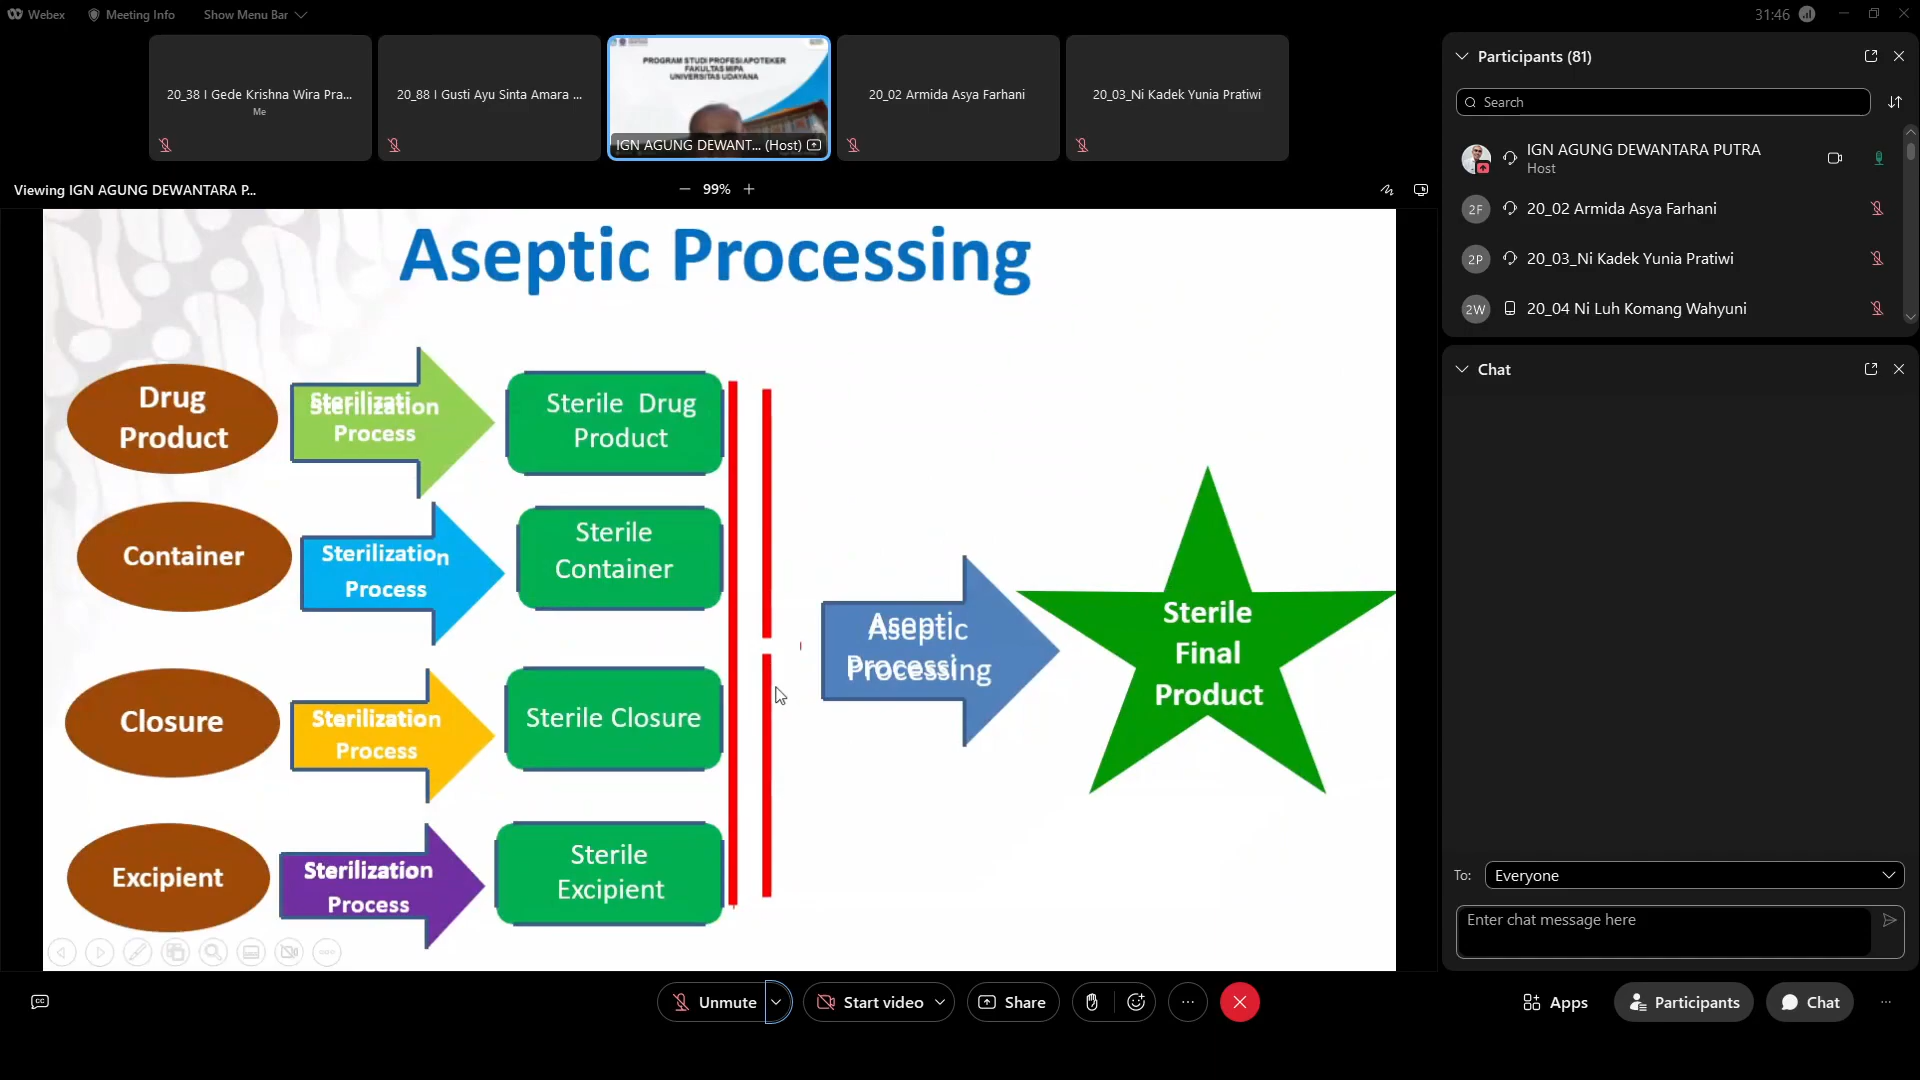 Webex
Meeting Info
Show Menu Bar
31:46
20_38 I Gede Krishna Wira Pra...
Me
20_88 I Gusti Ayu Sinta Amara ...
PROGRAM STUDI PROFESI APOTEKER
FAKULTAS MIPA
UNIVERSITAS UDAYANA
IGN AGUNG DEWANT... (Host)
20_02 Armida Asya Farhani
20_03_Ni Kadek Yunia Pratiwi
Viewing IGN AGUNG DEWANTARA P...
99%
Aseptic Processing
Drug
Product
Sterilizati
Sterilization
Process
Sterile Drug
Product
Container
Sterilization
Process
Sterile
Container
Closure
Sterilization
Process
Sterile Closure
Excipient
Sterilization
Process
Sterile
Excipient
Asepti
Aseptic
Processi
Processing
Sterile
Final
Product
Participants (81)
Search
IGN AGUNG DEWANTARA PUTRA
Host
2F
20_02 Armida Asya Farhani
2P
20_03_Ni Kadek Yunia Pratiwi
2W
20_04 Ni Luh Komang Wahyuni
Chat
To:
Everyone
Enter chat message here
CC
Unmute
Start video
Share
Apps
Participants
Chat